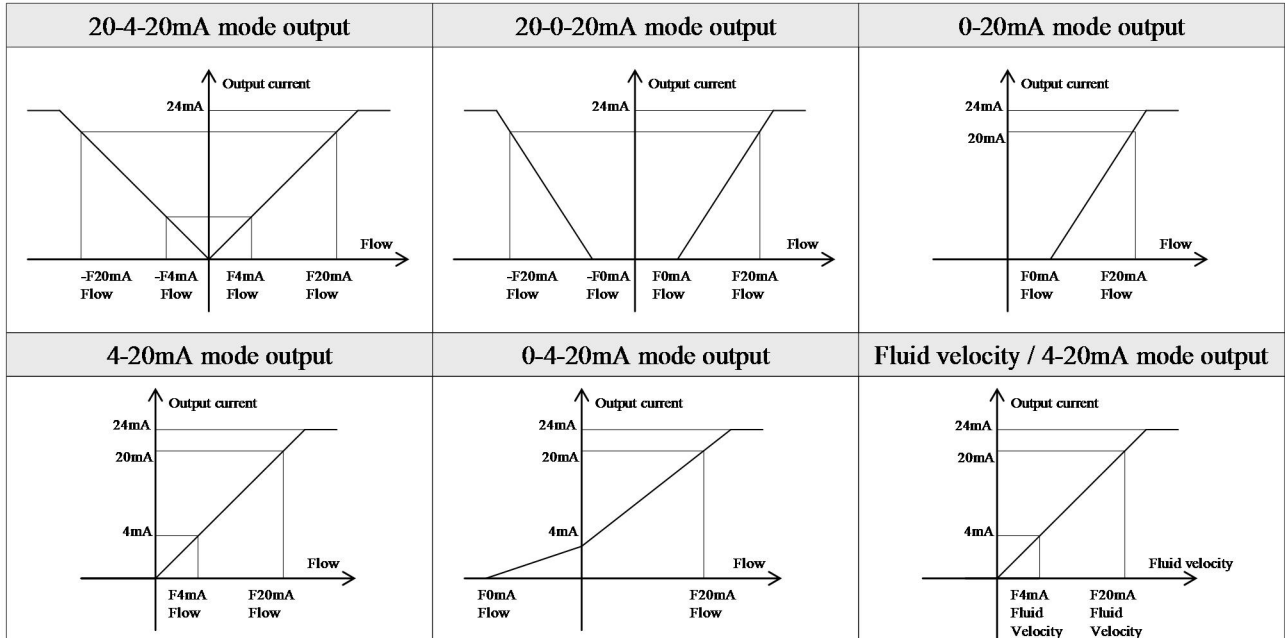 20-4-20mA mode output
Output current
24mA
Flow
-F20mA
Flow
-F4mA
Flow
F4mA
Flow
F20mA
Flow
20-0-20mA mode output
Output current
24mA
Flow
-F20mA
Flow
-F0mA
Flow
F0mA
Flow
F20mA
Flow
0-20mA mode output
Output current
24mA
20mA
Flow
F0mA
Flow
F20mA
Flow
4-20mA mode output
Output current
24mA
20mA
4mA
Flow
F4mA
Flow
F20mA
Flow
0-4-20mA mode output
Output current
24mA
20mA
4mA
Flow
F0mA
Flow
F20mA
Flow
Fluid velocity / 4-20mA mode output
Output current
24mA
20mA
4mA
Fluid velocity
F4mA
Fluid
Velocity
F20mA
Fluid
Velocity